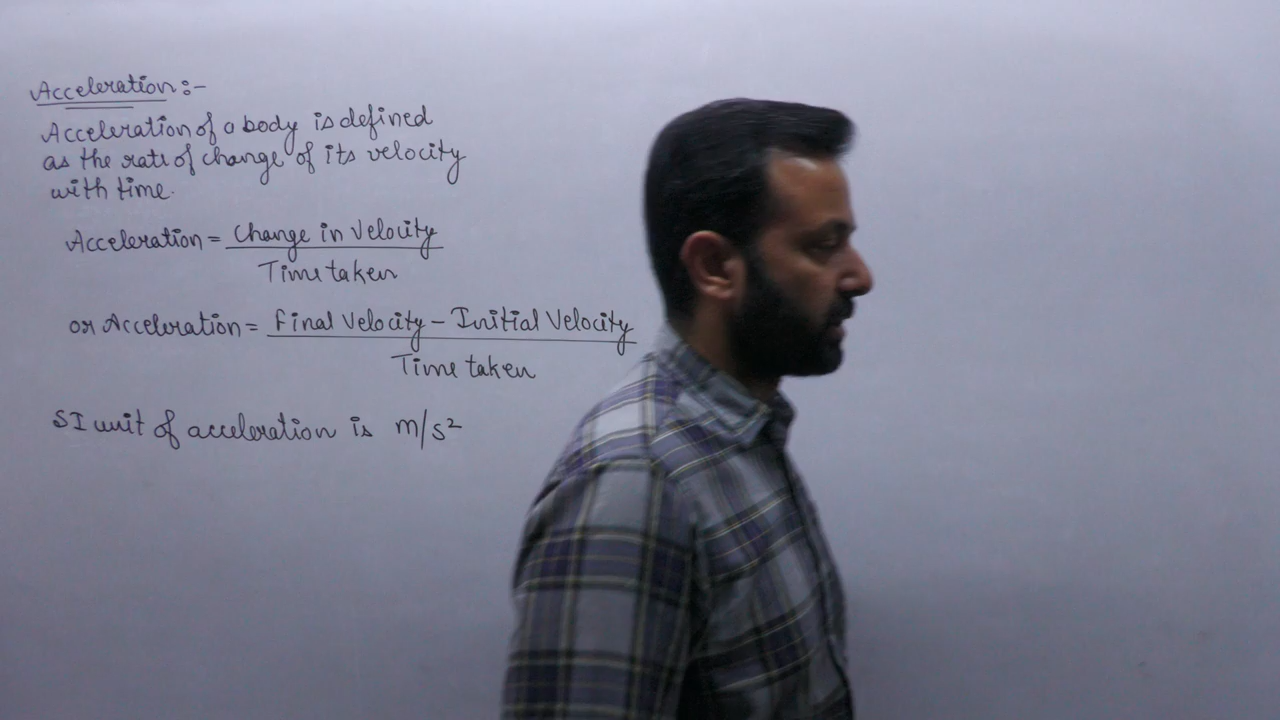 Acceleration :-
Acceleration of a body is defined
as the rate of change of its velocity
with time.
Acceleration = Change in Velocity
Time taken
or Acceleration = Final Velocity - Initial Velocity
Time taken
SI unit of acceleration is m/s²